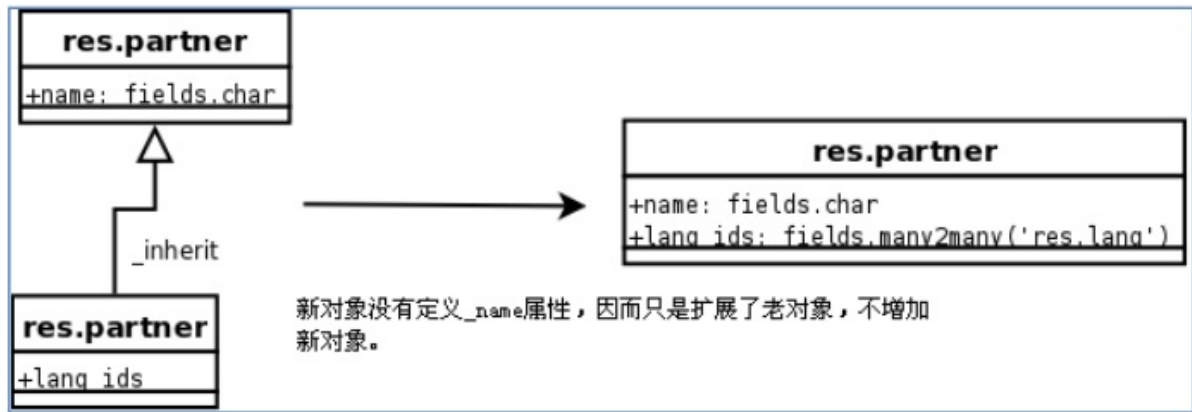 res.partner
+name: fields.char
_inherit
res.partner
+lang_ids
res.partner
+name: fields.char
+lang_ids: fields.many2many('res.lang')
新对象没有定义_name属性，因而只是扩展了老对象，不增加
新对象。